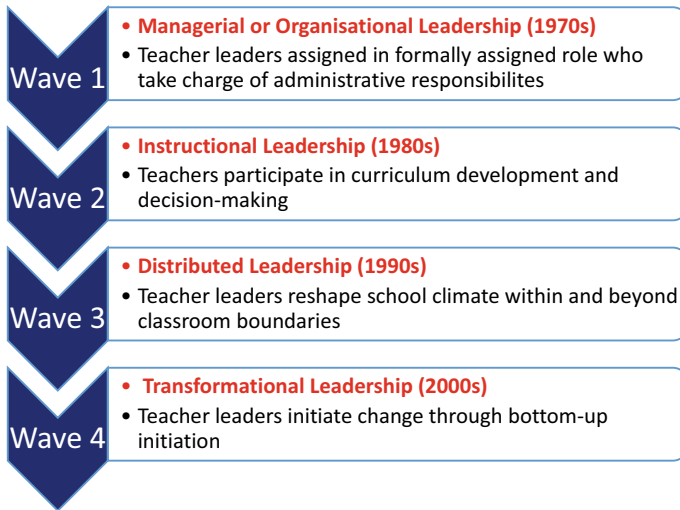 Wave 1
• Managerial or Organisational Leadership (1970s)
• Teacher leaders assigned in formally assigned role who
take charge of administrative responsibilites
Wave 2
• Instructional Leadership (1980s)
• Teachers participate in curriculum development and
decision-making
Wave 3
• Distributed Leadership (1990s)
• Teacher leaders reshape school climate within and beyond
classroom boundaries
Wave 4
• Transformational Leadership (2000s)
• Teacher leaders initiate change through bottom-up
initiation